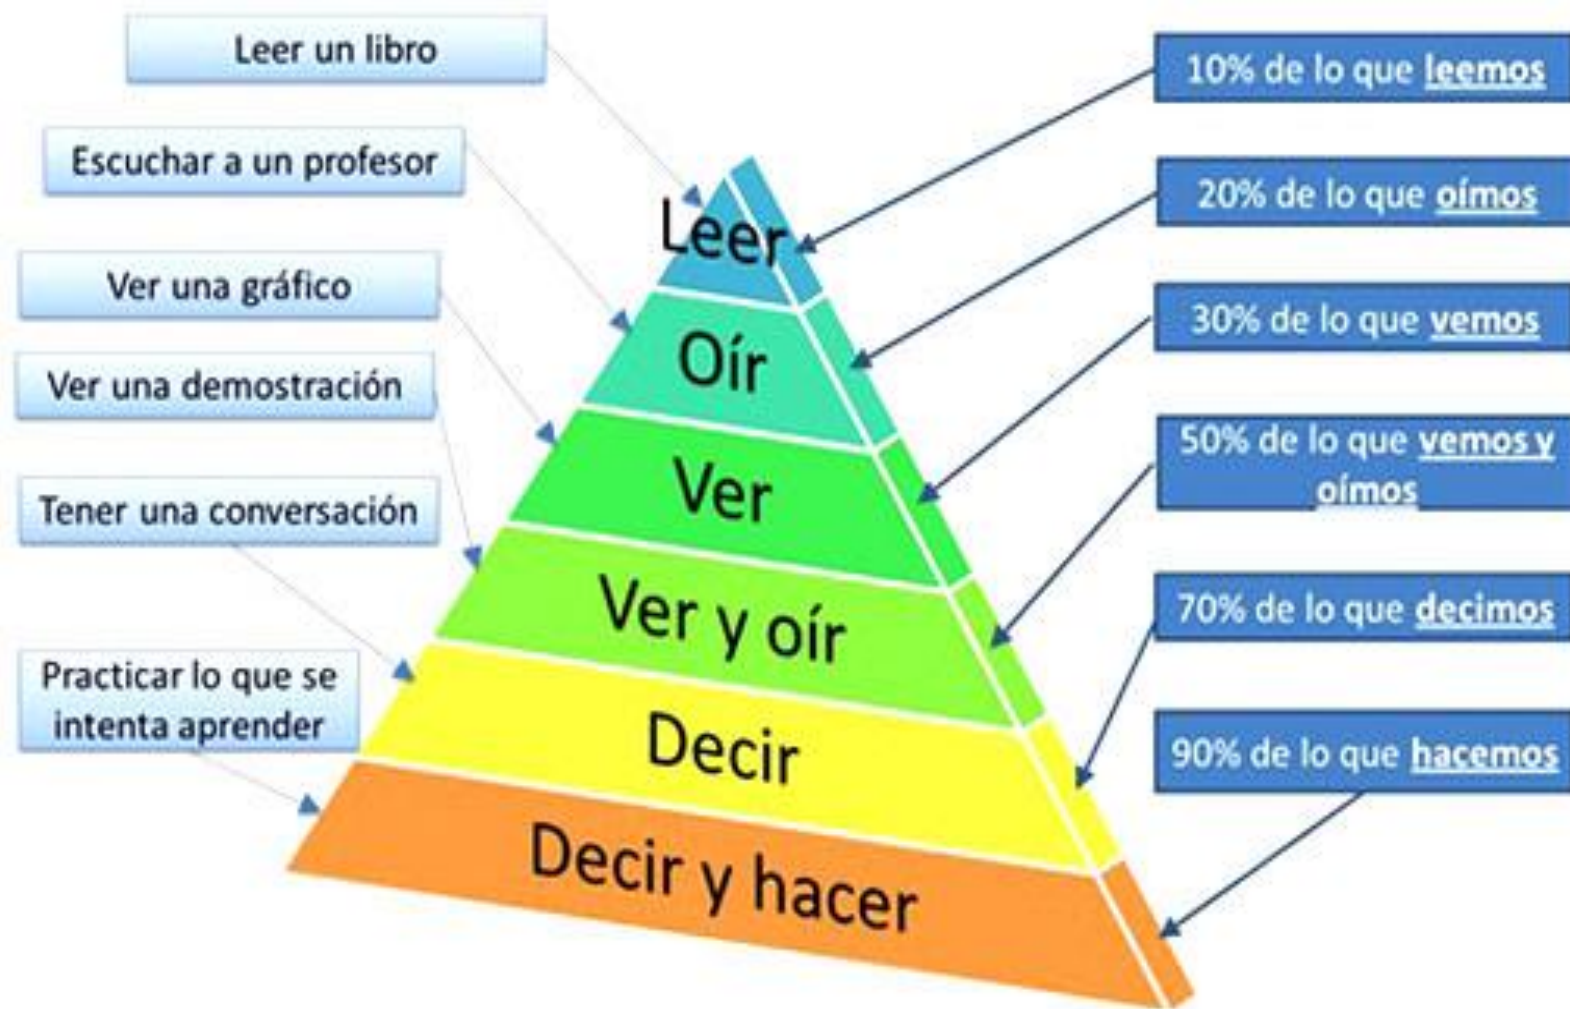 Leer un libro
Escuchar a un profesor
Ver una gráfico
Ver una demostración
Tener una conversación
Practicar lo que se
intenta aprender
Leer
Oír
Ver
Ver y oír
Decir
Decir y hacer
10% de lo que leemos
20% de lo que oímos
30% de lo que vemos
50% de lo que vemos y
oímos
70% de lo que decimos
90% de lo que hacemos